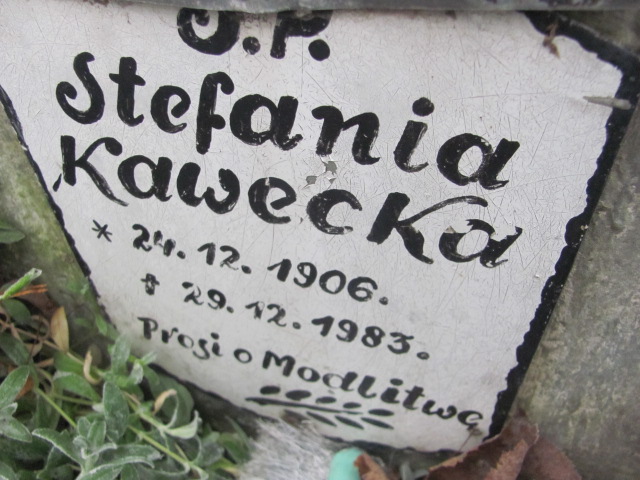 Ś.P.
Stefania
Kawecka
* 24.12.1906.
† 29.12.1983.
Prosi o Modlitwę